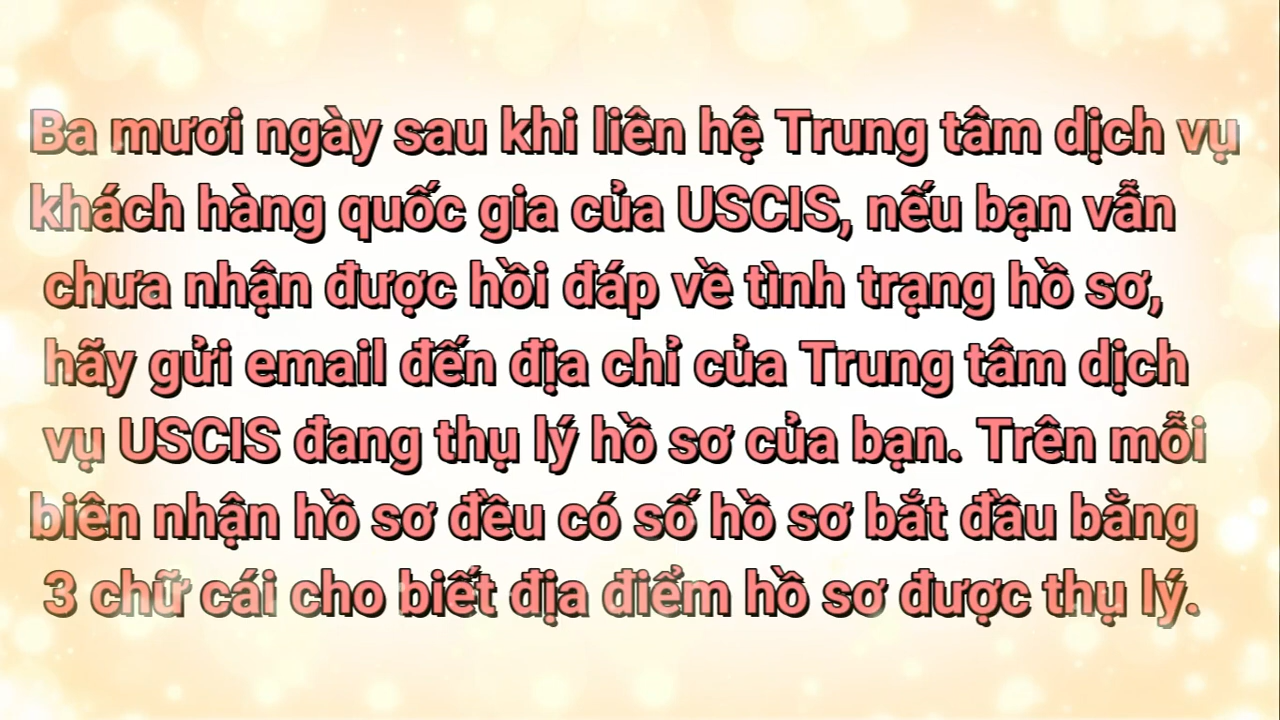 Ba mươi ngày sau khi liên hệ Trung tâm dịch vụ
khách hàng quốc gia của USCIS, nếu bạn vẫn
chưa nhận được hồi đáp về tình trạng hồ sơ,
hãy gửi email đến địa chỉ của Trung tâm dịch
vụ USCIS đang thụ lý hồ sơ của bạn. Trên mỗi
biên nhận hồ sơ đều có số hồ sơ bắt đầu bằng
3 chữ cái cho biết địa điểm hồ sơ được thụ lý.